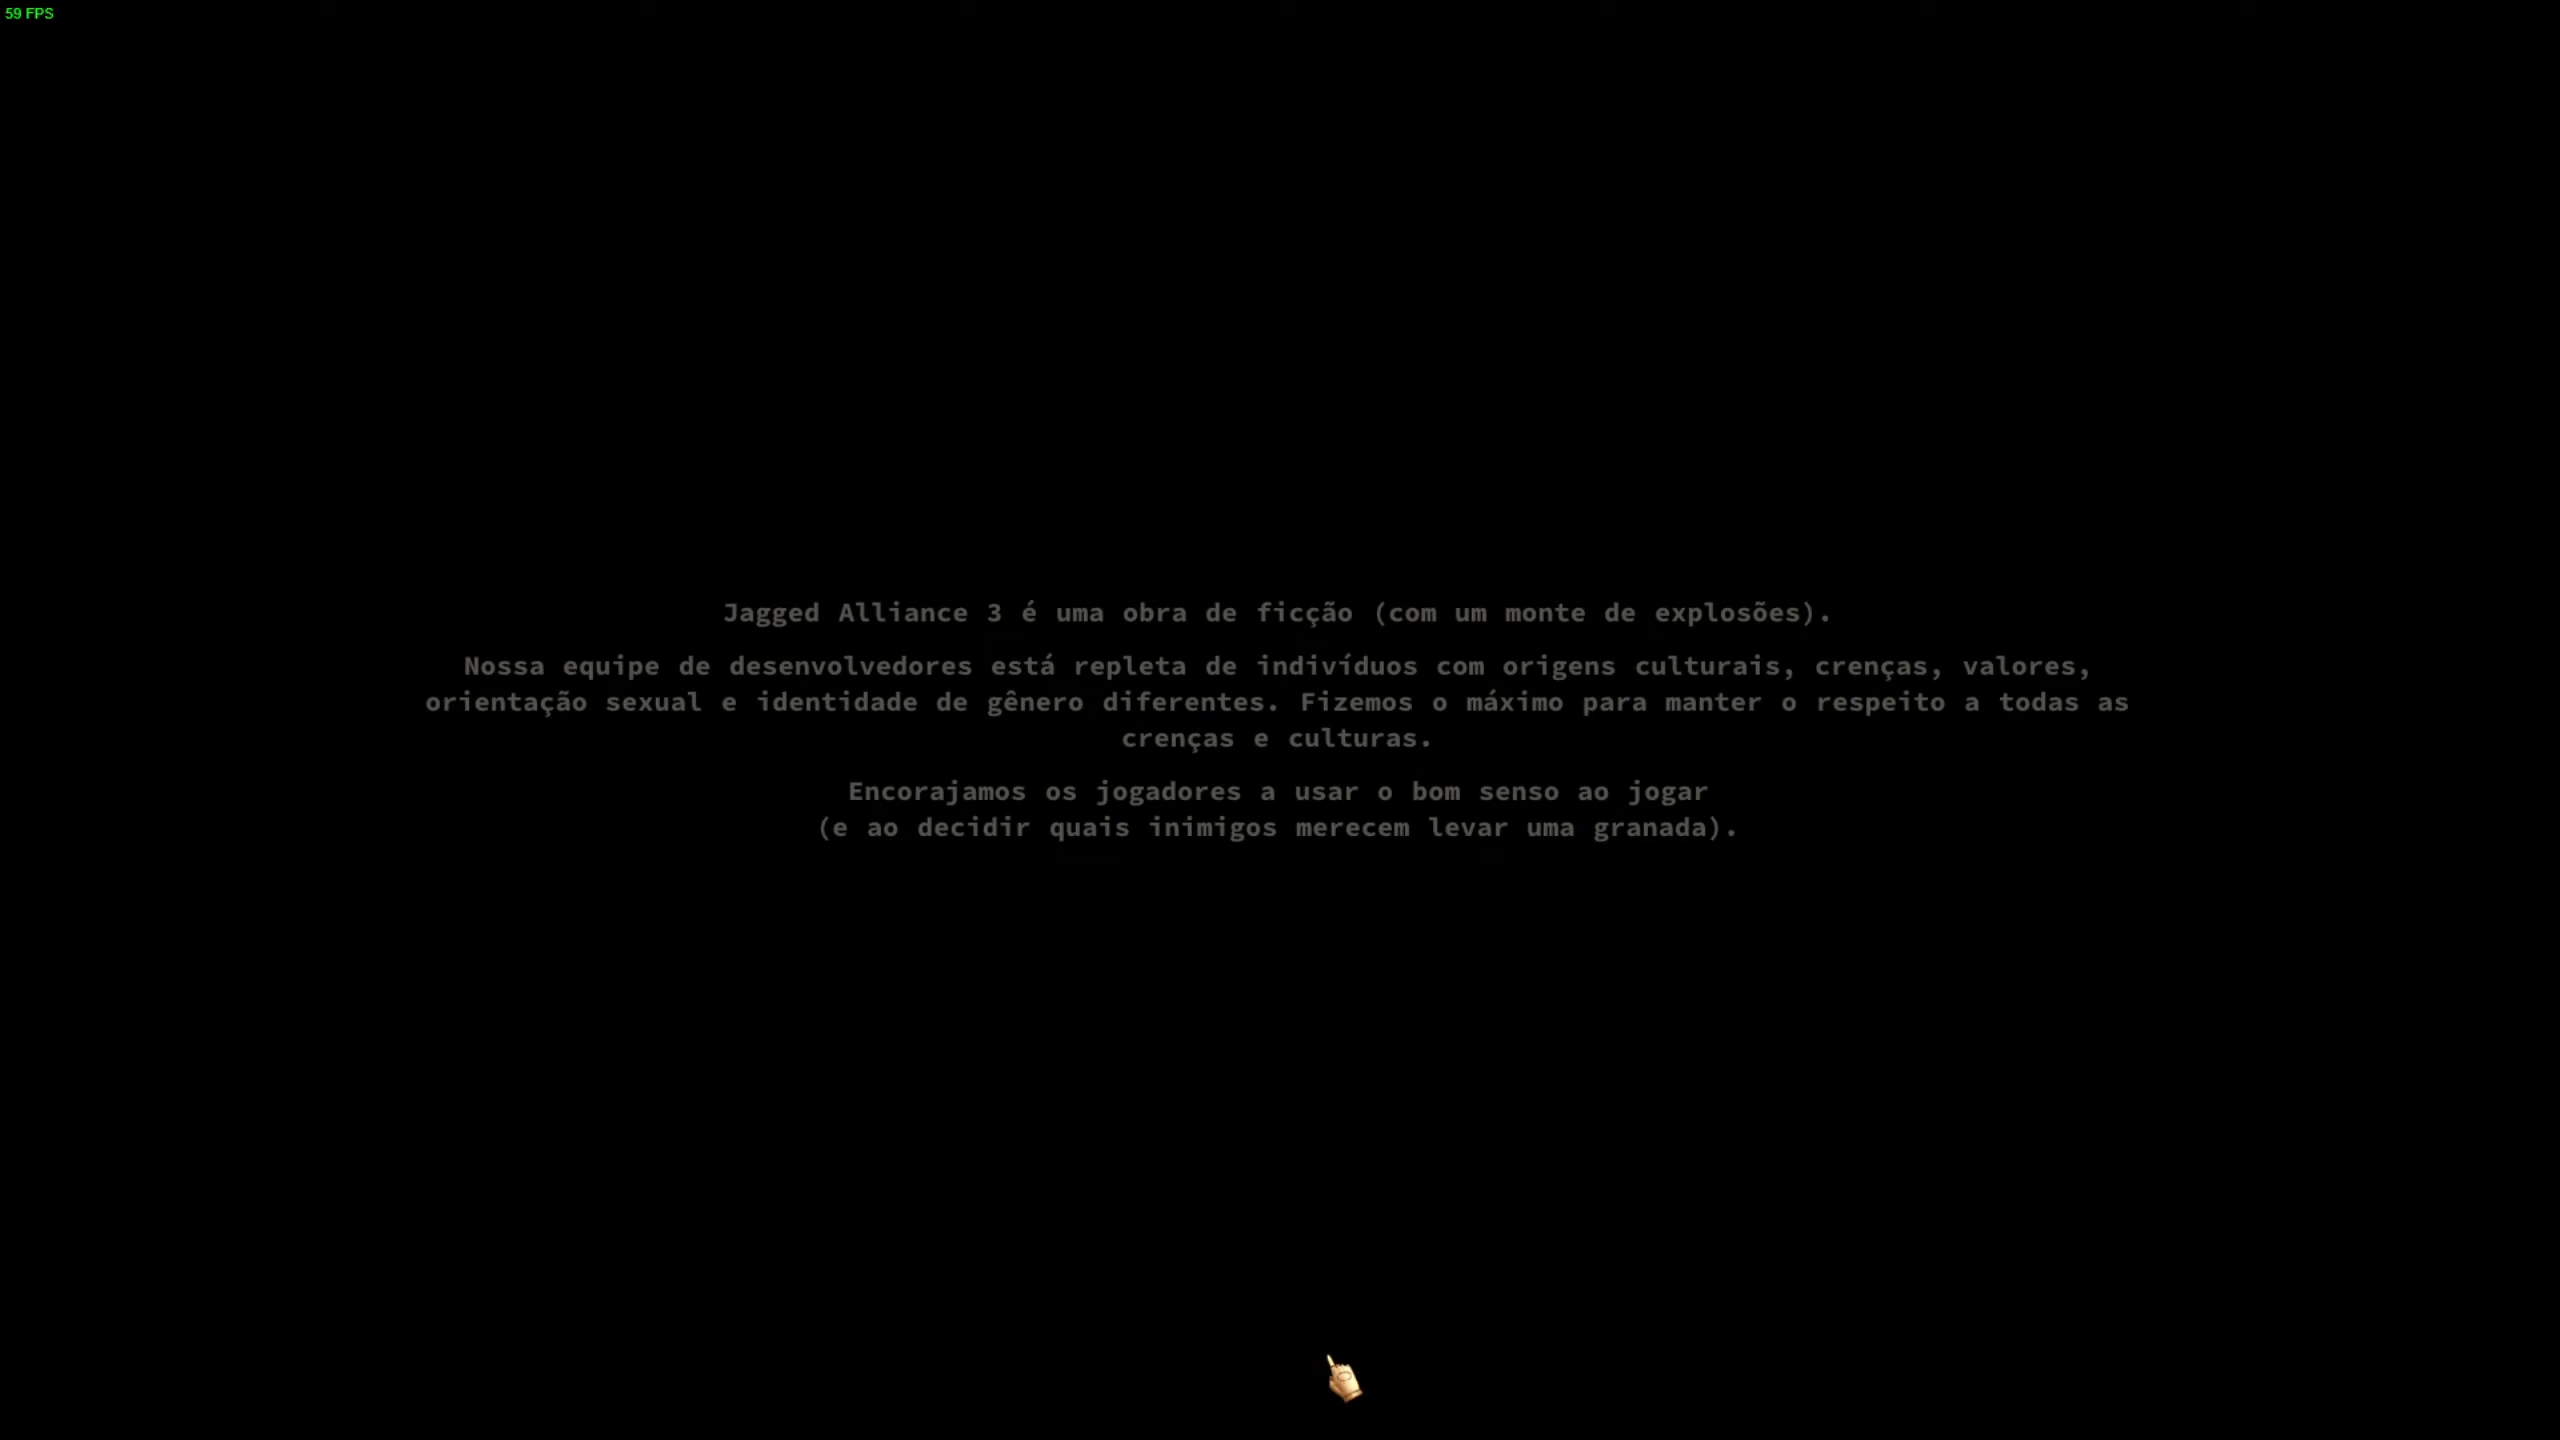 59 FPS
Jagged Alliance 3 é uma obra de ficção (com um monte de explosões).
Nossa equipe de desenvolvedores está repleta de indivíduos com origens culturais, crenças, valores,
orientação sexual e identidade de gênero diferentes. Fizemos o máximo para manter o respeito a todas as
crenças e culturas.
Encorajamos os jogadores a usar o bom senso ao jogar
(e ao decidir quais inimigos merecem levar uma granada).